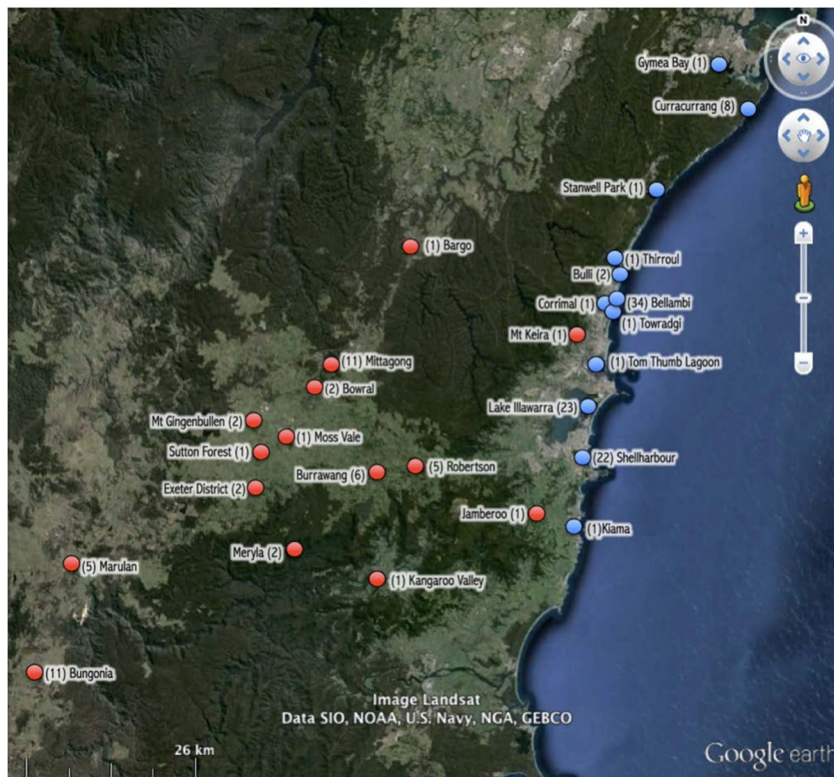 N
Gymea Bay (1)
Curracurrang (8)
Stanwell Park (1)
(1) Bargo
(1) Thirroul
Bulli (2)
Corrimal (1)
(34) Bellambi
(1) Towradgi
Mt Keira (1)
(11) Mittagong
(1) Tom Thumb Lagoon
(2) Bowral
Lake Illawarra (23)
Mt Gingenbullen (2)
(1) Moss Vale
Sutton Forest (1)
(22) Shellharbour
(5) Robertson
Burrawang (6)
Exeter District (2)
Jamberoo (1)
(1)Kiama
Meryla (2)
(5) Marulan
(1) Kangaroo Valley
(11) Bungonia
Image Landsat
Data SIO, NOAA, U.S. Navy, NGA, GEBCO
26 km
Google earth